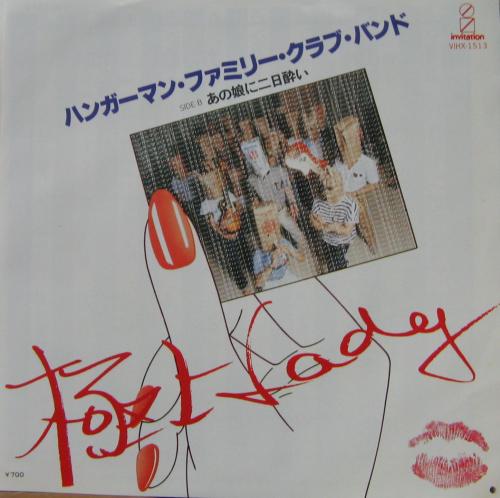 invitation
VIHX-1513
ハンガーマン・ファミリー・クラブ・バンド
SIDE:B あの娘に二日酔い
極上Lady
¥700